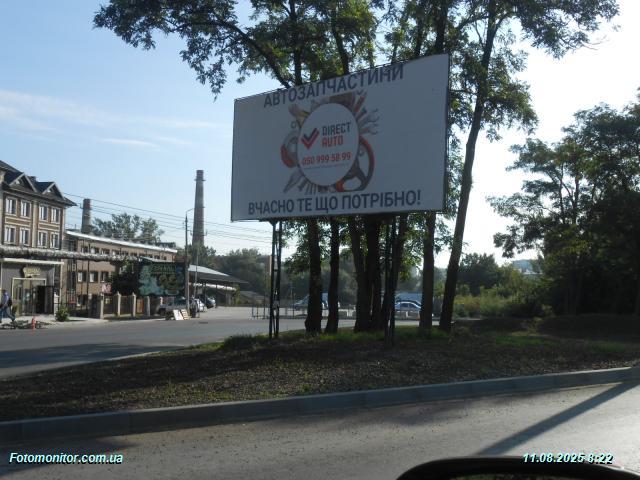 АВТОЗАПЧАСТИНИ
DIRECT
AUTO
050 999 58 99
ВЧАСНО ТЕ ЩО ПОТРІБНО!
Fotomonitor.com.ua
11.08.2025 8:22